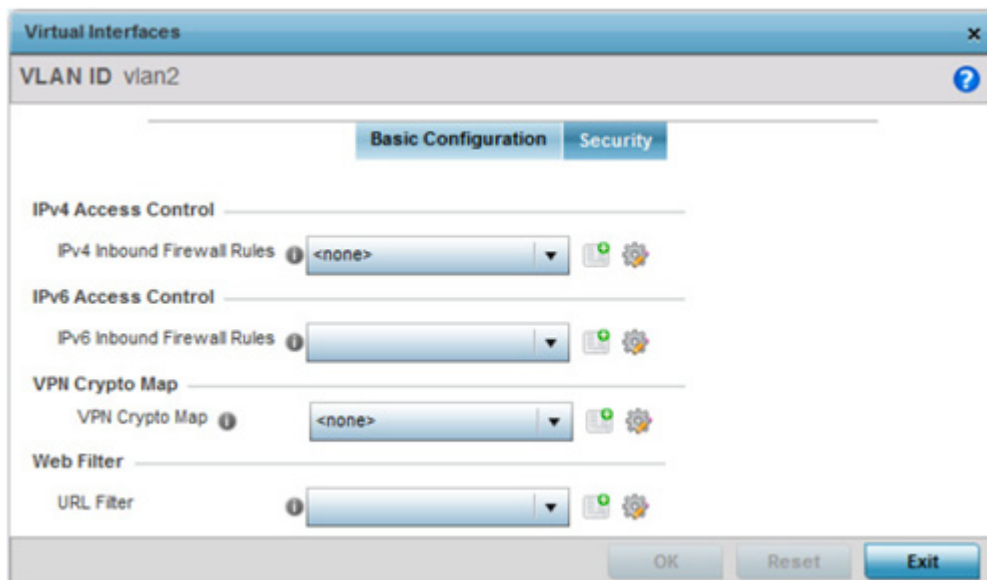 Virtual Interfaces
VLAN ID vlan2
Basic Configuration Security
IPv4 Access Control
IPv4 Inbound Firewall Rules <none>
IPv6 Access Control
IPv6 Inbound Firewall Rules
VPN Crypto Map
VPN Crypto Map <none>
Web Filter
URL Filter
OK Reset Exit